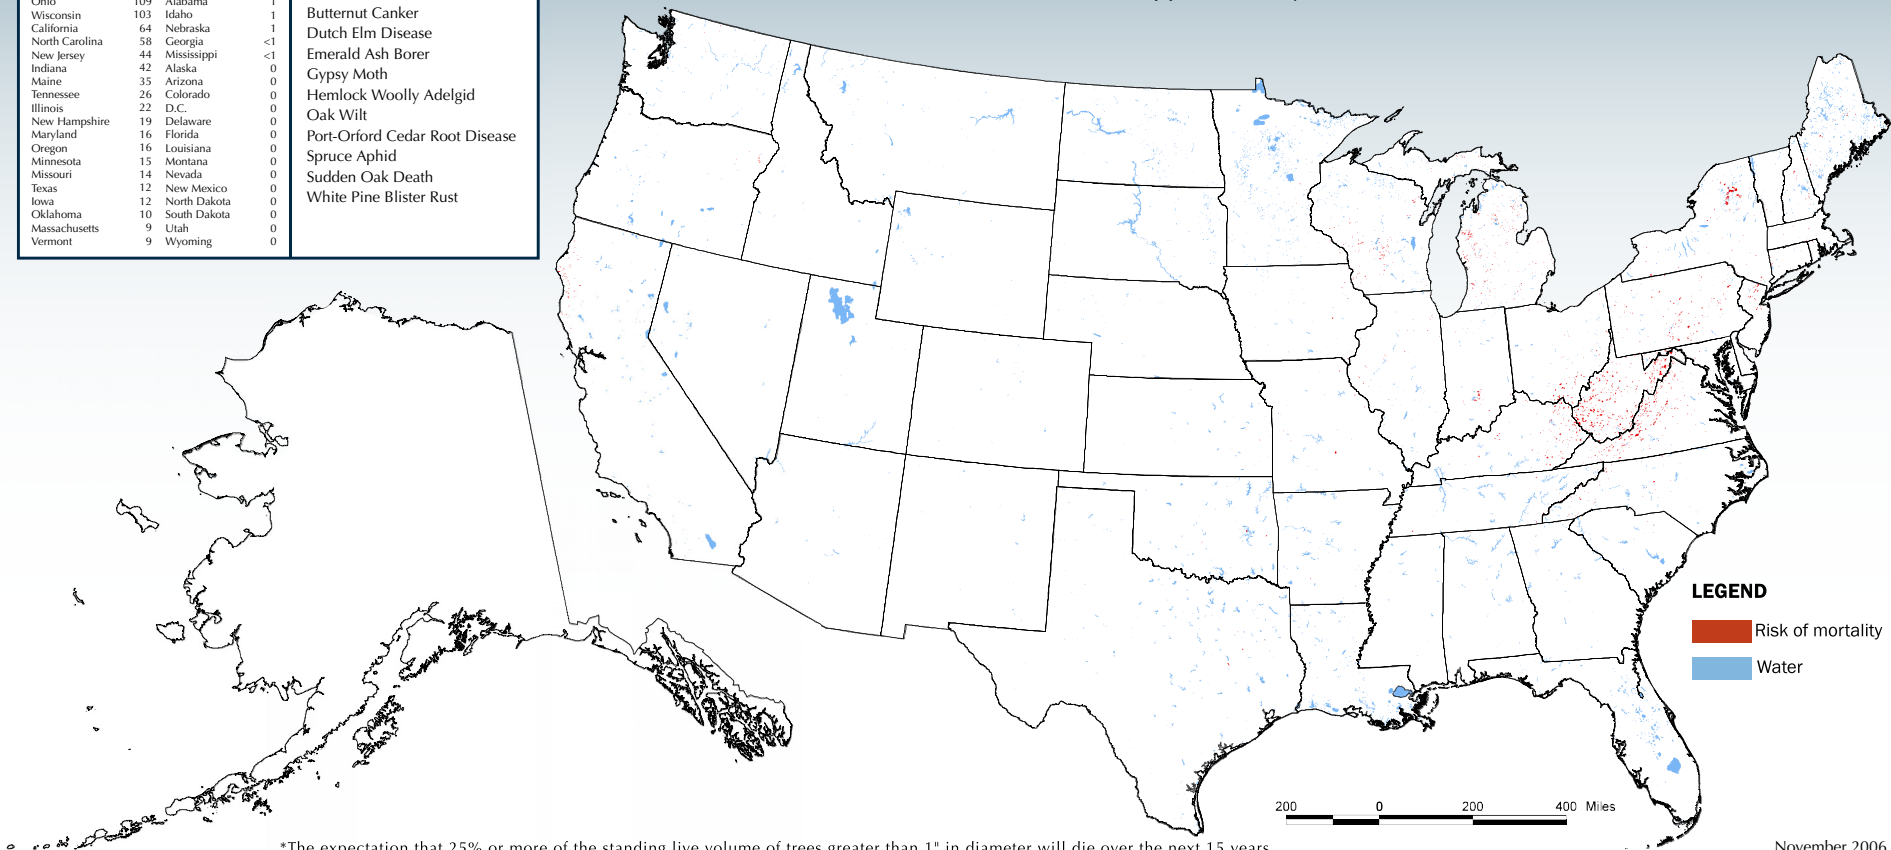 Ohio 109 Alabama 1
Wisconsin 103 Idaho 1
California 64 Nebraska 1
North Carolina 58 Georgia <1
New Jersey 44 Mississippi <1
Indiana 42 Alaska 0
Maine 35 Arizona 0
Tennessee 26 Colorado 0
Illinois 22 D.C. 0
New Hampshire 19 Delaware 0
Maryland 16 Florida 0
Oregon 16 Louisiana 0
Minnesota 15 Montana 0
Missouri 14 Nevada 0
Texas 12 New Mexico 0
Iowa 12 North Dakota 0
Oklahoma 10 South Dakota 0
Massachusetts 9 Utah 0
Vermont 9 Wyoming 0
Butternut Canker
Dutch Elm Disease
Emerald Ash Borer
Gypsy Moth
Hemlock Woolly Adelgid
Oak Wilt
Port-Orford Cedar Root Disease
Spruce Aphid
Sudden Oak Death
White Pine Blister Rust
LEGEND
Risk of mortality
Water
200 0 200 400 Miles
*The expectation that 25% or more of the standing live volume of trees greater than 1" in diameter will die over the next 15 years
November 2006